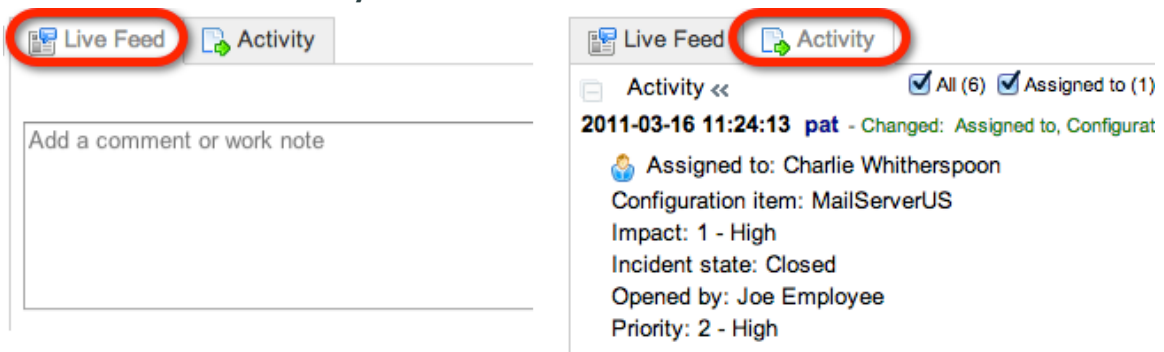 Live Feed Activity
Add a comment or work note
Live Feed Activity
Activity « All (6) Assigned to (1)
2011-03-16 11:24:13 pat - Changed: Assigned to, Configurat
Assigned to: Charlie Whitherspoon
Configuration item: MailServerUS
Impact: 1 - High
Incident state: Closed
Opened by: Joe Employee
Priority: 2 - High